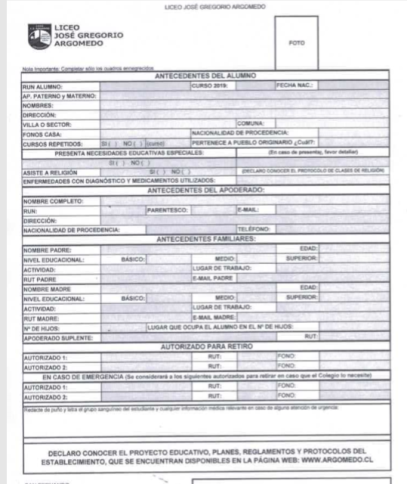 LICEO JOSÉ GREGORIO ARGOMEDO
LICEO
JOSÉ GREGORIO
ARGOMEDO
FOTO
Nota Importante: Completar sólo los cuadros ennegrecidos
ANTECEDENTES DEL ALUMNO
RUN ALUMNO: CURSO 2019: FECHA NAC.:
AP. PATERNO y MATERNO:
NOMBRES:
DIRECCIÓN:
VILLA O SECTOR: COMUNA:
FONOS CASA: NACIONALIDAD DE PROCEDENCIA:
CURSOS REPETIDOS: SI ( ) NO ( ) PERTENECE A PUEBLO ORIGINARIO ¿Cuál?:
PRESENTA NECESIDADES EDUCATIVAS ESPECIALES: (En caso de presentar, favor detallar)
SI ( ) NO ( )
ASISTE A RELIGIÓN SI ( ) NO ( ) (DECLARO CONOCER EL PROTOCOLO DE CLASES DE RELIGIÓN)
ENFERMEDADES CON DIAGNÓSTICO Y MEDICAMENTOS UTILIZADOS:
ANTECEDENTES DEL APODERADO:
NOMBRE COMPLETO:
RUN: PARENTESCO: E-MAIL:
DIRECCIÓN:
NACIONALIDAD DE PROCEDENCIA: TELÉFONO:
ANTECEDENTES FAMILIARES:
NOMBRE PADRE: EDAD:
NIVEL EDUCACIONAL: BÁSICO: MEDIO: SUPERIOR:
ACTIVIDAD: LUGAR DE TRABAJO:
RUT PADRE E-MAIL PADRE
NOMBRE MADRE EDAD:
NIVEL EDUCACIONAL: BÁSICO: MEDIO: SUPERIOR:
ACTIVIDAD: LUGAR DE TRABAJO:
RUT MADRE: E-MAIL MADRE:
Nº DE HIJOS: LUGAR QUE OCUPA EL ALUMNO EN EL Nº DE HIJOS:
APODERADO SUPLENTE: RUT:
AUTORIZADO PARA RETIRO
AUTORIZADO 1: RUT: FONO:
AUTORIZADO 2: RUT: FONO:
EN CASO DE EMERGENCIA (Se considerará a los siguientes autorizados para retirar en caso que el Colegio lo necesite)
AUTORIZADO 1: RUT: FONO:
AUTORIZADO 2: RUT: FONO:
Redacte de puño y letra el grupo sanguíneo del estudiante y cualquier información médica relevante en caso de alguna atención de urgencia:
DECLARO CONOCER EL PROYECTO EDUCATIVO, PLANES, REGLAMENTOS Y PROTOCOLOS DEL
ESTABLECIMIENTO, QUE SE ENCUENTRAN DISPONIBLES EN LA PÁGINA WEB: WWW.ARGOMEDO.CL